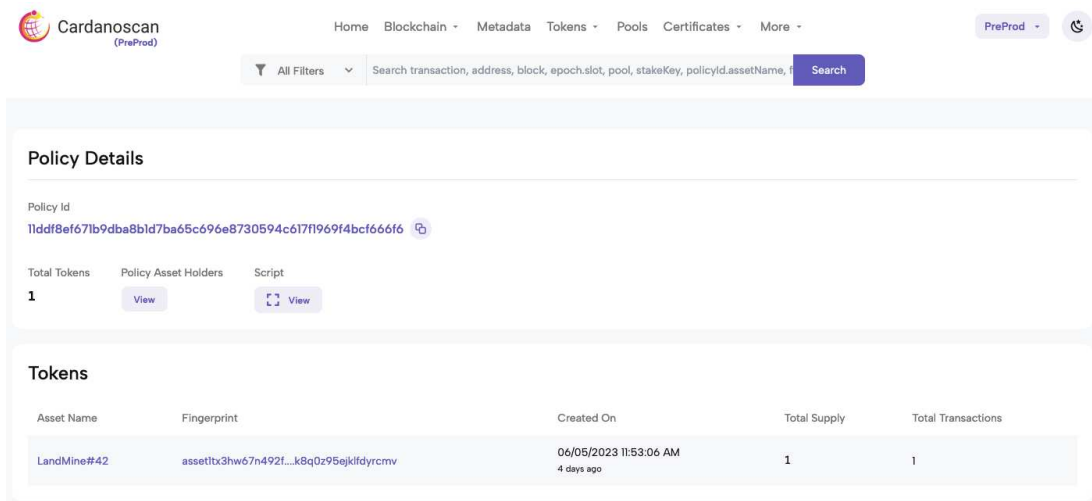 Cardanoscan
(PreProd)
Home Blockchain Metadata Tokens Pools Certificates More
PreProd
All Filters Search transaction, address, block, epoch.slot, pool, stakeKey, policyId.assetName, f Search
Policy Details
Policy Id
11ddf8ef671b9dba8b1d7ba65c696e8730594c617f1969f4bcf666f6
Total Tokens Policy Asset Holders Script
1 View View
Tokens
Asset Name Fingerprint Created On Total Supply Total Transactions
LandMine#42 asset1tx3hw67n492f....k8q0z95ejklfdyrcmv 06/05/2023 11:53:06 AM 1 1
4 days ago